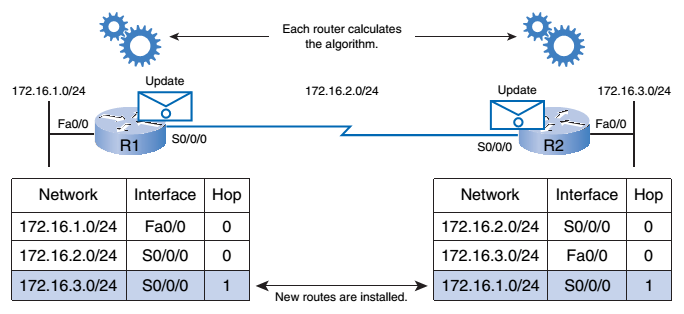 Each router calculates
the algorithm.
172.16.1.0/24
Update
172.16.2.0/24
Update
172.16.3.0/24
Fa0/0
R1
S0/0/0
S0/0/0
R2
Fa0/0
Network Interface Hop
172.16.1.0/24 Fa0/0 0
172.16.2.0/24 S0/0/0 0
172.16.3.0/24 S0/0/0 1
New routes are installed.
Network Interface Hop
172.16.2.0/24 S0/0/0 0
172.16.3.0/24 Fa0/0 0
172.16.1.0/24 S0/0/0 1